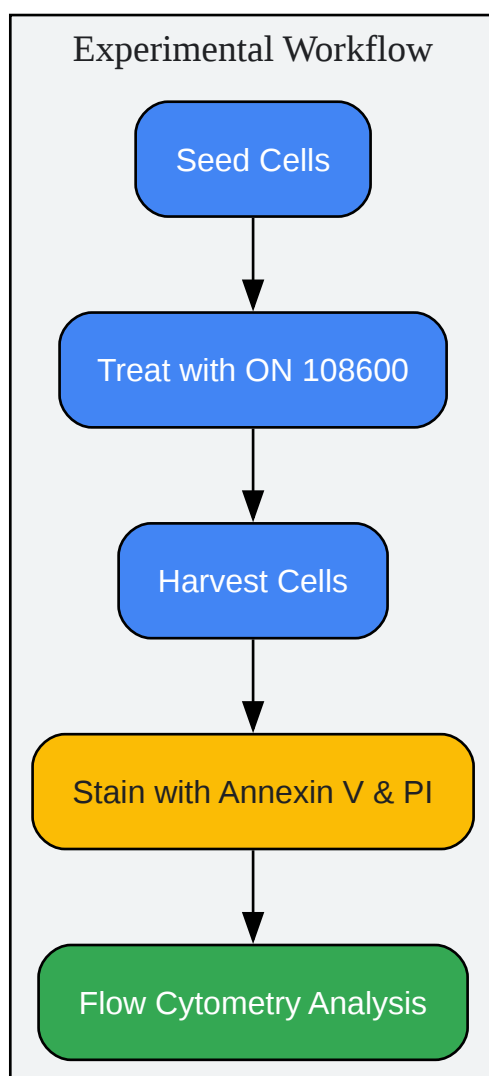 Experimental Workflow
Seed Cells
Treat with ON 108600
Harvest Cells
Stain with Annexin V & PI
Flow Cytometry Analysis